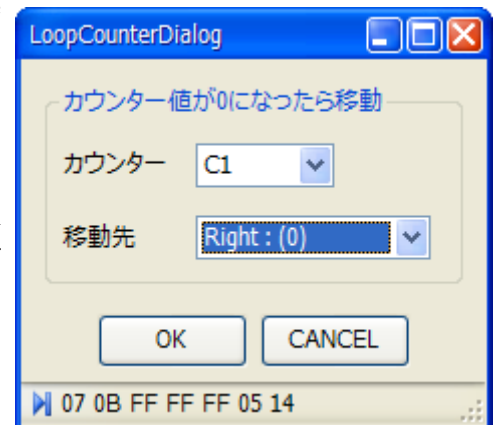 LoopCounterDialog
カウンター値が0になったら移動
カウンター C1
移動先 Right : (0)
OK CANCEL
07 0B FF FF FF 05 14